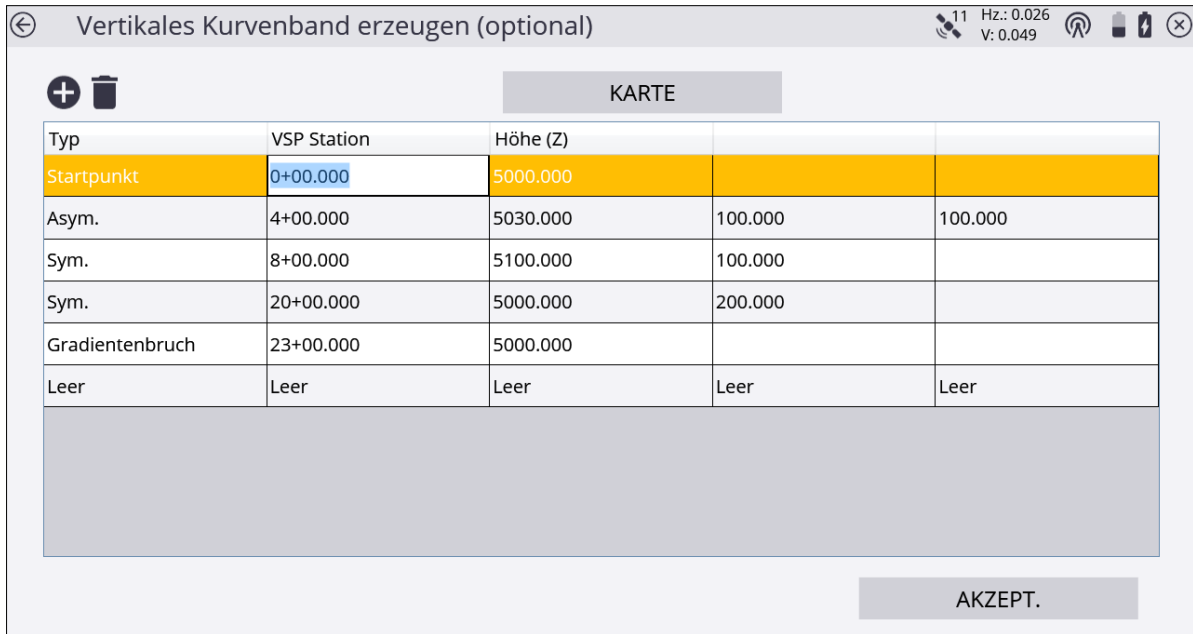 Vertikales Kurvenband erzeugen (optional)
11
Hz.: 0.026
V: 0.049
KARTE
Typ VSP Station Höhe (Z)
Startpunkt 0+00.000 5000.000
Asym. 4+00.000 5030.000 100.000 100.000
Sym. 8+00.000 5100.000 100.000
Sym. 20+00.000 5000.000 200.000
Gradientenbruch 23+00.000 5000.000
Leer Leer Leer Leer Leer
AKZEPT.